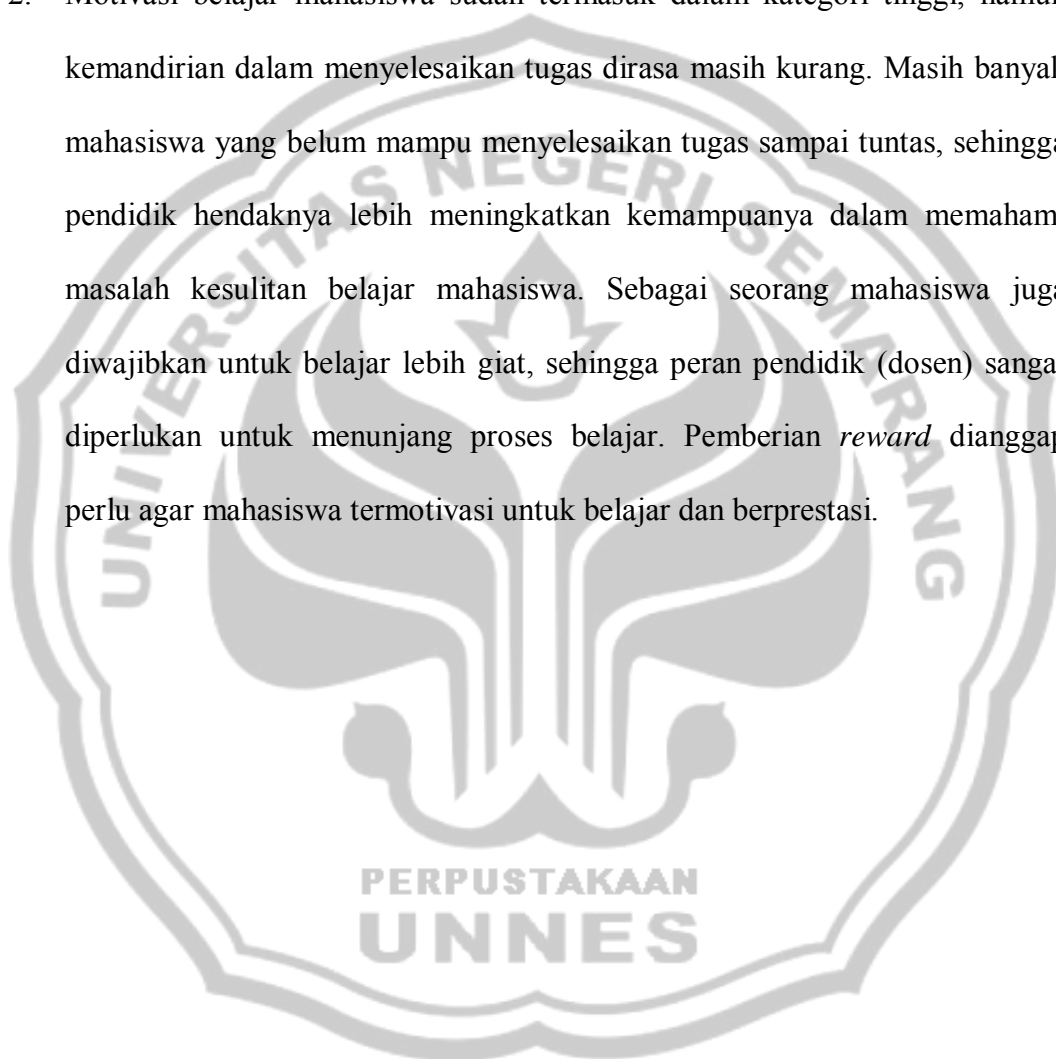 2. Motivasi belajar mahasiswa sudah termasuk dalam kategori tinggi, namun
kemandirian dalam menyelesaikan tugas dirasa masih kurang. Masih banyak
mahasiswa yang belum mampu menyelesaikan tugas sampai tuntas, sehingga
pendidik hendaknya lebih meningkatkan kemampuanya dalam memahami
masalah kesulitan belajar mahasiswa. Sebagai seorang mahasiswa juga
diwajibkan untuk belajar lebih giat, sehingga peran pendidik (dosen) sangat
diperlukan untuk menunjang proses belajar. Pemberian reward dianggap
perlu agar mahasiswa termotivasi untuk belajar dan berprestasi.
UNIVERSITAS NEGERI SEMARANG
PERPUSTAKAAN
UNNES